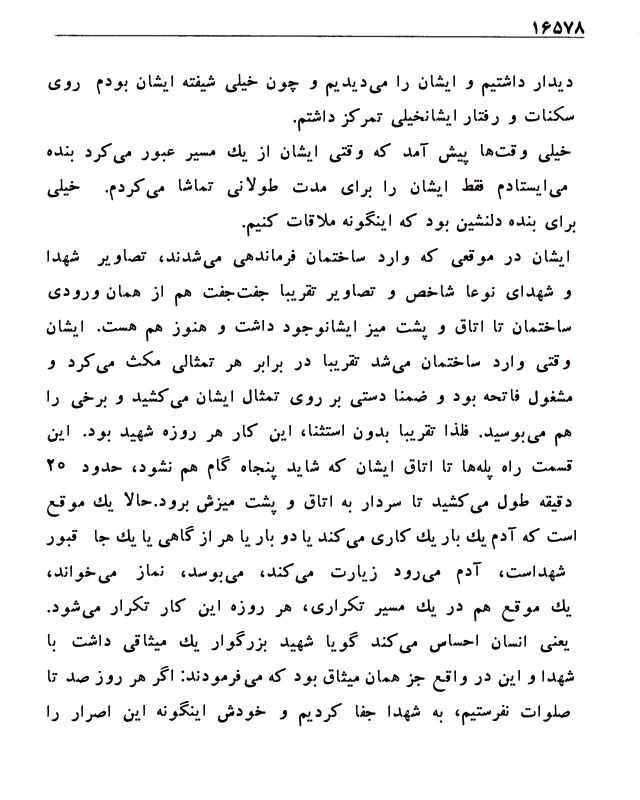 ۱۶۵۷۸
دیدار داشتیم و ایشان را می‌دیدیم و چون خیلی شیفته ایشان بودم روی
سکنات و رفتار ایشانخیلی تمرکز داشتم.
خیلی وقت‌ها پیش آمد که وقتی ایشان از یك مسیر عبور می‌کرد بنده
می‌ایستادم فقط ایشان را برای مدت طولانی تماشا می‌کردم. خیلی
برای بنده دلنشین بود که اینگونه ملاقات کنیم.
ایشان در موقعی که وارد ساختمان فرماندهی می‌شدند، تصاویر شهدا
و شهدای نوعا شاخص و تصاویر تقریبا جفت‌جفت هم از همان ورودی
ساختمان تا اتاق و پشت میز ایشانوجود داشت و هنوز هم هست. ایشان
وقتی وارد ساختمان می‌شد تقریبا در برابر هر تمثالی مکث می‌کرد و
مشغول فاتحه بود و ضمنا دستی بر روی تمثال ایشان می‌کشید و برخی را
هم می‌بوسید. فلذا تقریبا بدون استثنا، این کار هر روزه شهید بود. این
قسمت راه پله‌ها تا اتاق ایشان که شاید پنجاه گام هم نشود، حدود ۲۰
دقیقه طول می‌کشید تا سردار به اتاق و پشت میزش برود.حالا یك موقع
است که آدم یك بار یك کاری می‌کند یا دو بار یا هر از گاهی یا یك جا قبور
شهداست، آدم می‌رود زیارت می‌کند، می‌بوسد، نماز می‌خواند،
یك موقع هم در یك مسیر تکراری، هر روزه این کار تکرار می‌شود.
یعنی انسان احساس می‌کند گویا شهید بزرگوار یك میثاقی داشت با
شهدا و این در واقع جز همان میثاق بود که می‌فرمودند: اگر هر روز صد تا
صلوات نفرستیم، به شهدا جفا کردیم و خودش اینگونه این اصرار را